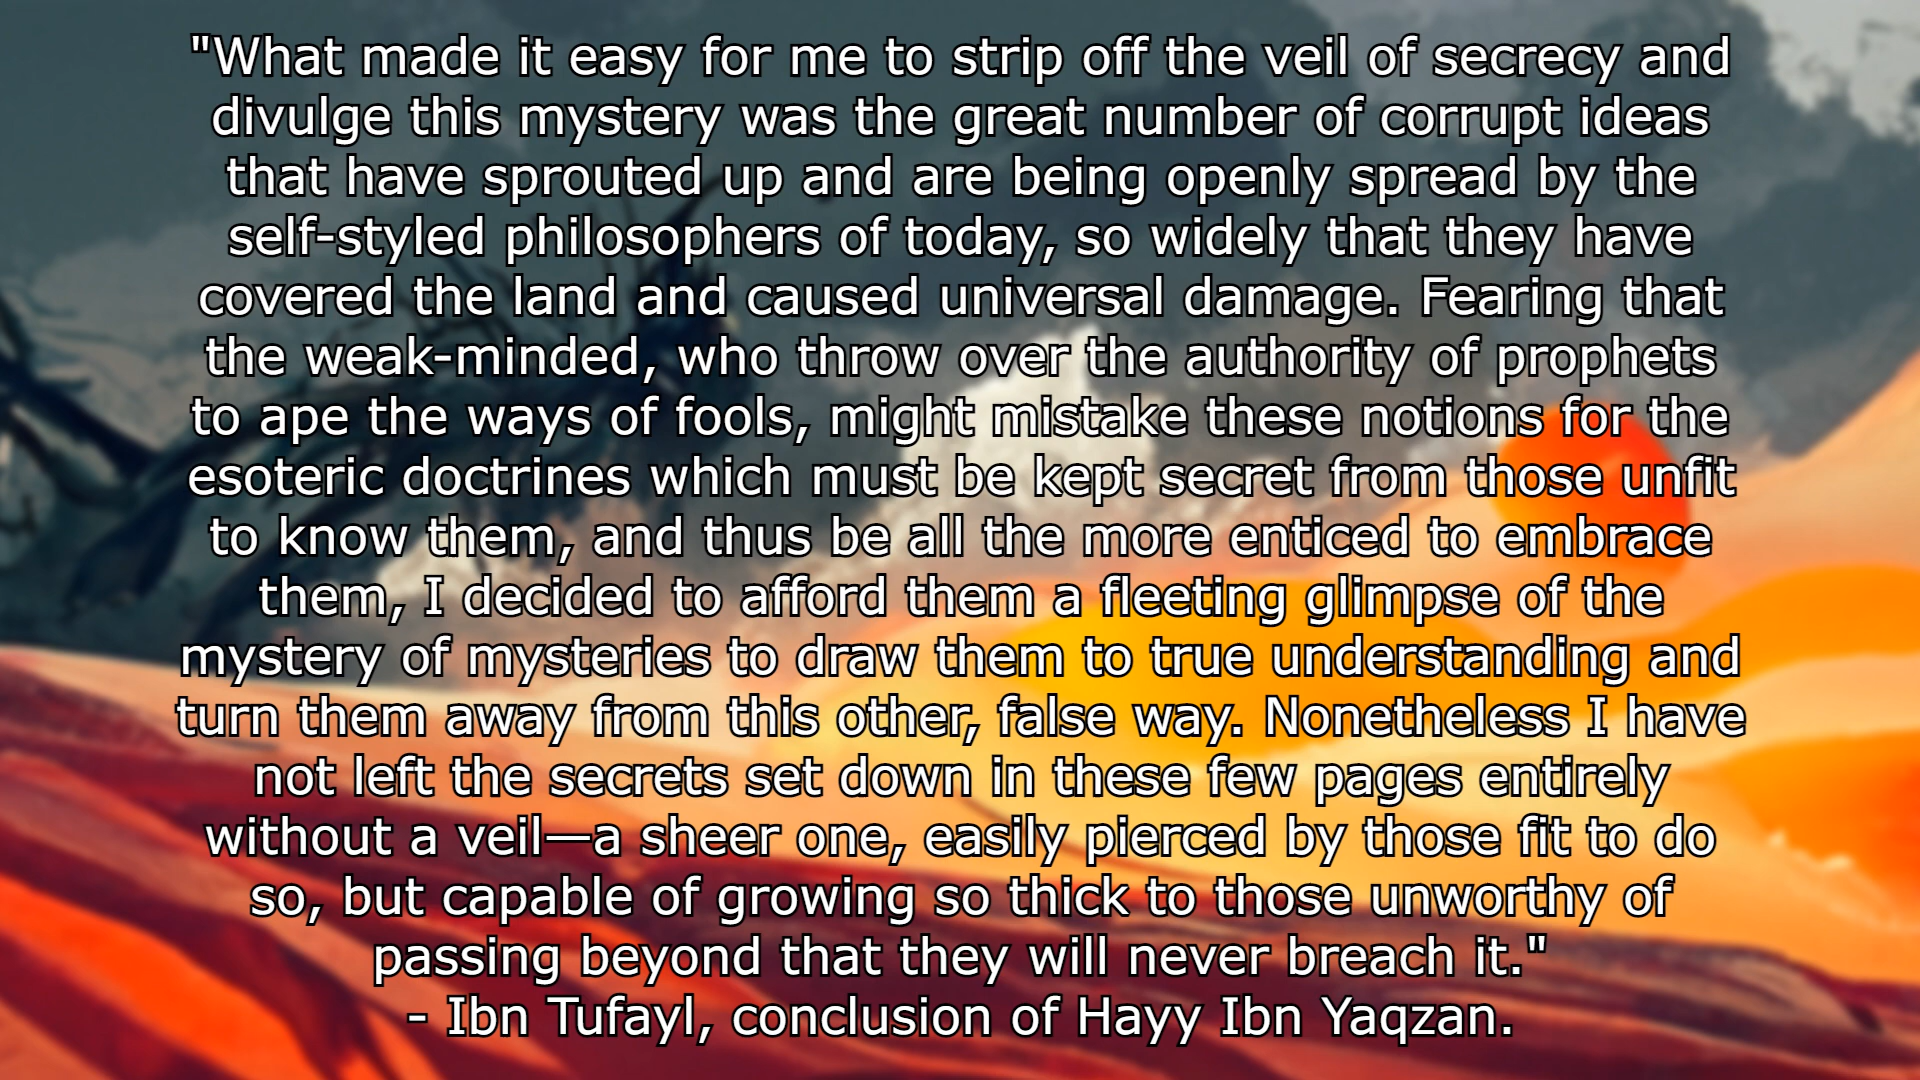 "What made it easy for me to strip off the veil of secrecy and
divulge this mystery was the great number of corrupt ideas
that have sprouted up and are being openly spread by the
self-styled philosophers of today, so widely that they have
covered the land and caused universal damage. Fearing that
the weak-minded, who throw over the authority of prophets
to ape the ways of fools, might mistake these notions for the
esoteric doctrines which must be kept secret from those unfit
to know them, and thus be all the more enticed to embrace
them, I decided to afford them a fleeting glimpse of the
mystery of mysteries to draw them to true understanding and
turn them away from this other, false way. Nonetheless I have
not left the secrets set down in these few pages entirely
without a veil—a sheer one, easily pierced by those fit to do
so, but capable of growing so thick to those unworthy of
passing beyond that they will never breach it."
- Ibn Tufayl, conclusion of Hayy Ibn Yaqzan.